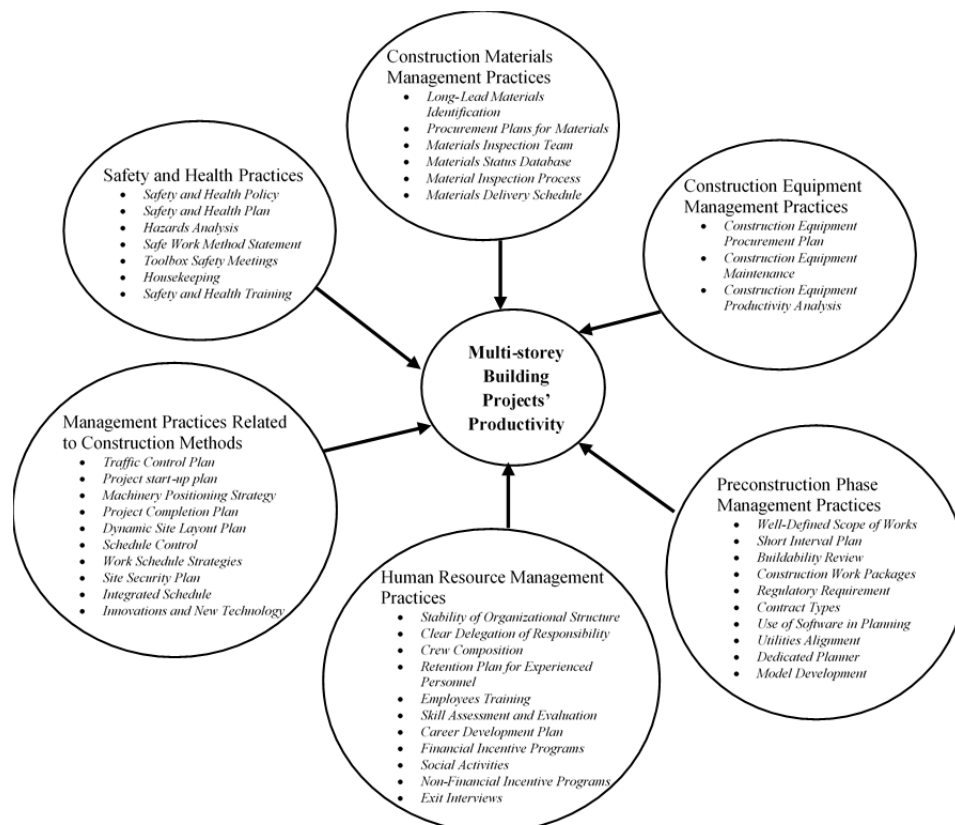 Construction Materials
Management Practices
• Long-Lead Materials
Identification
• Procurement Plans for Materials
• Materials Inspection Team
• Materials Status Database
• Material Inspection Process
• Materials Delivery Schedule
Safety and Health Practices
• Safety and Health Policy
• Safety and Health Plan
• Hazards Analysis
• Safe Work Method Statement
• Toolbox Safety Meetings
• Housekeeping
• Safety and Health Training
Construction Equipment
Management Practices
• Construction Equipment
Procurement Plan
• Construction Equipment
Maintenance
• Construction Equipment
Productivity Analysis
Multi-storey
Building
Projects’
Productivity
Management Practices Related
to Construction Methods
• Traffic Control Plan
• Project start-up plan
• Machinery Positioning Strategy
• Project Completion Plan
• Dynamic Site Layout Plan
• Schedule Control
• Work Schedule Strategies
• Site Security Plan
• Integrated Schedule
• Innovations and New Technology
Human Resource Management
Practices
• Stability of Organizational Structure
• Clear Delegation of Responsibility
• Crew Composition
• Retention Plan for Experienced
Personnel
• Employees Training
• Skill Assessment and Evaluation
• Career Development Plan
• Financial Incentive Programs
• Social Activities
• Non-Financial Incentive Programs
• Exit Interviews
Preconstruction Phase
Management Practices
• Well-Defined Scope of Works
• Short Interval Plan
• Buildability Review
• Construction Work Packages
• Regulatory Requirement
• Contract Types
• Use of Software in Planning
• Utilities Alignment
• Dedicated Planner
• Model Development